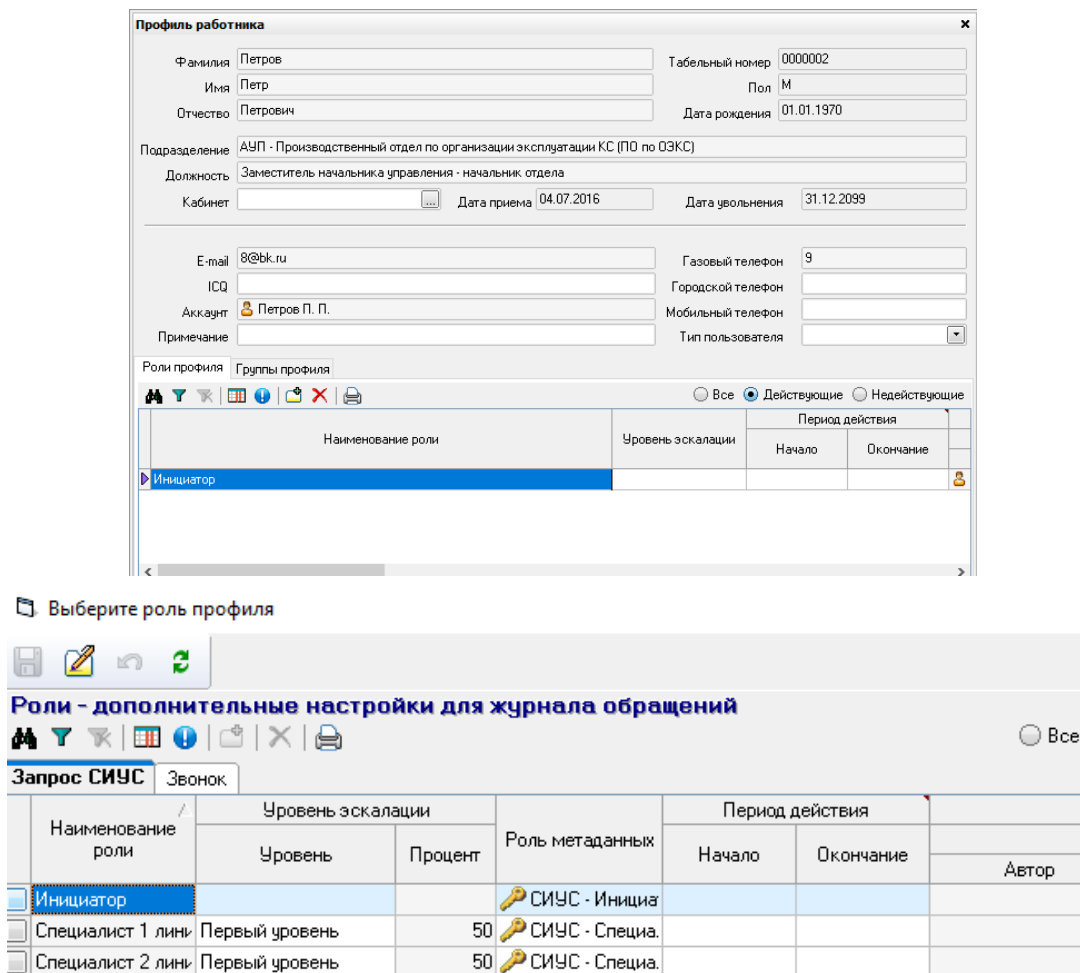 Профиль работника
Фамилия Петров Табельный номер 0000002
Имя Петр Пол М
Отчество Петрович Дата рождения 01.01.1970
Подразделение АУП - Производственный отдел по организации эксплуатации КС (ПО по ОЭКС)
Должность Заместитель начальника управления - начальник отдела
Кабинет ... Дата приема 04.07.2016 Дата увольнения 31.12.2099
E-mail 8@bk.ru Газовый телефон 9
ICQ Городской телефон
Аккаунт Петров П. П. Мобильный телефон
Примечание Тип пользователя
Роли профиля Группы профиля
Все Действующие Недействующие
Наименование роли Уровень эскалации Период действия
Начало Окончание
Инициатор
Выберите роль профиля
Роли - дополнительные настройки для журнала обращений
Все
Запрос СИУС Звонок
Наименование роли Уровень эскалации Роль метаданных Период действия
Уровень Процент Начало Окончание Автор
Инициатор СИУС - Инициат
Специалист 1 лини Первый уровень 50 СИУС - Специа.
Специалист 2 лини Первый уровень 50 СИУС - Специа.